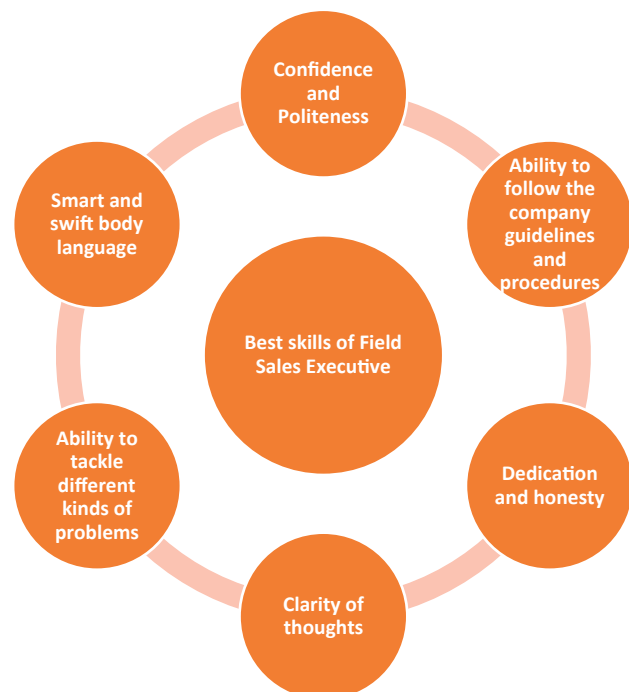 Confidence
and
Politeness
Ability to
follow the
company
guidelines
and
procedures
Dedication
and honesty
Clarity of
thoughts
Ability to
tackle
different
kinds of
problems
Smart and
swift body
language
Best skills of Field
Sales Executive